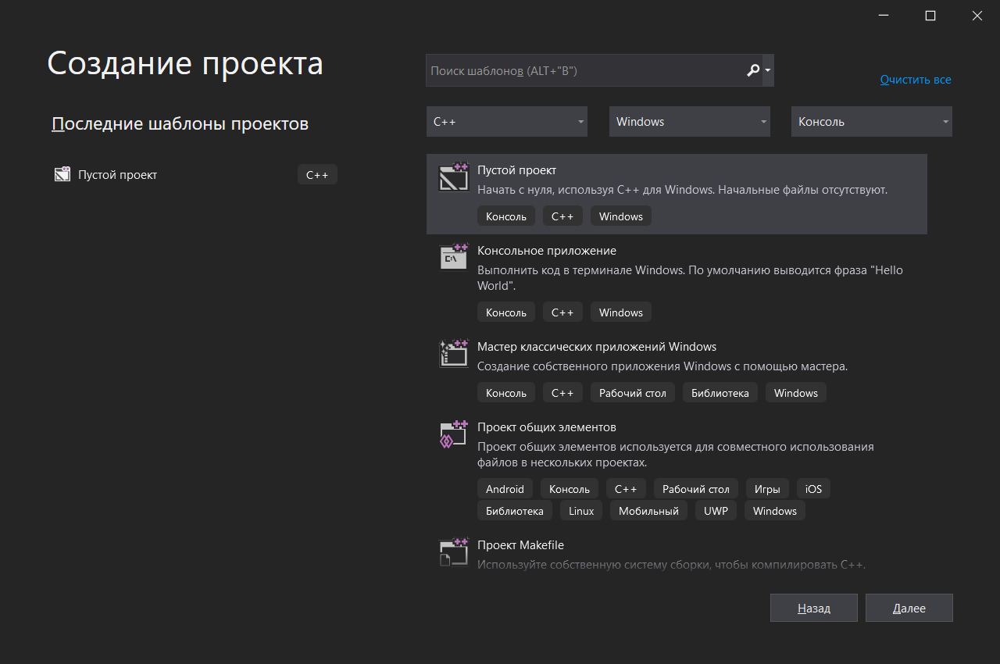 Создание проекта
Поиск шаблонов (ALT+"В")
Очистить все
Последние шаблоны проектов
C++
Windows
Консоль
Пустой проект
C++
Пустой проект
Начать с нуля, используя C++ для Windows. Начальные файлы отсутствуют.
Консоль C++ Windows
Консольное приложение
Выполнить код в терминале Windows. По умолчанию выводится фраза "Hello
World".
Консоль C++ Windows
Мастер классических приложений Windows
Создание собственного приложения Windows с помощью мастера.
Консоль C++ Рабочий стол Библиотека Windows
Проект общих элементов
Проект общих элементов используется для совместного использования
файлов в нескольких проектах.
Android Консоль C++ Рабочий стол Игры iOS
Библиотека Linux Мобильный UWP Windows
Проект Makefile
Используйте собственную систему сборки, чтобы компилировать C++.
Назад
Далее